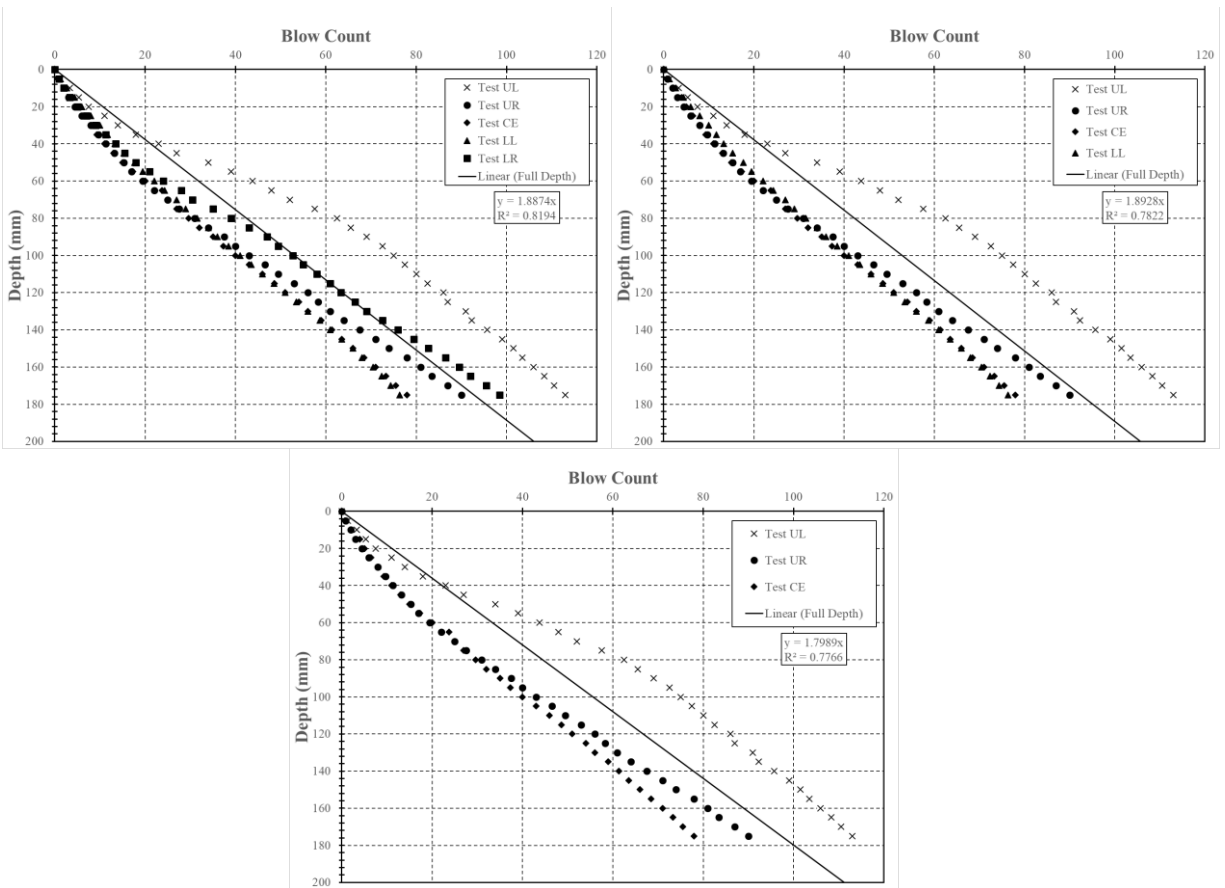 Blow Count
0 20 40 60 80 100 120
0
20
40
60
80
100
120
140
160
180
200
Depth (mm)
Test UL
Test UR
Test CE
Test LL
Test LR
Linear (Full Depth)
y = 1.8874x
R² = 0.8194
Blow Count
0 20 40 60 80 100 120
0
20
40
60
80
100
120
140
160
180
200
Depth (mm)
Test UL
Test UR
Test CE
Test LL
Linear (Full Depth)
y = 1.8928x
R² = 0.7822
Blow Count
0 20 40 60 80 100 120
0
20
40
60
80
100
120
140
160
180
200
Depth (mm)
Test UL
Test UR
Test CE
Linear (Full Depth)
y = 1.7989x
R² = 0.7766